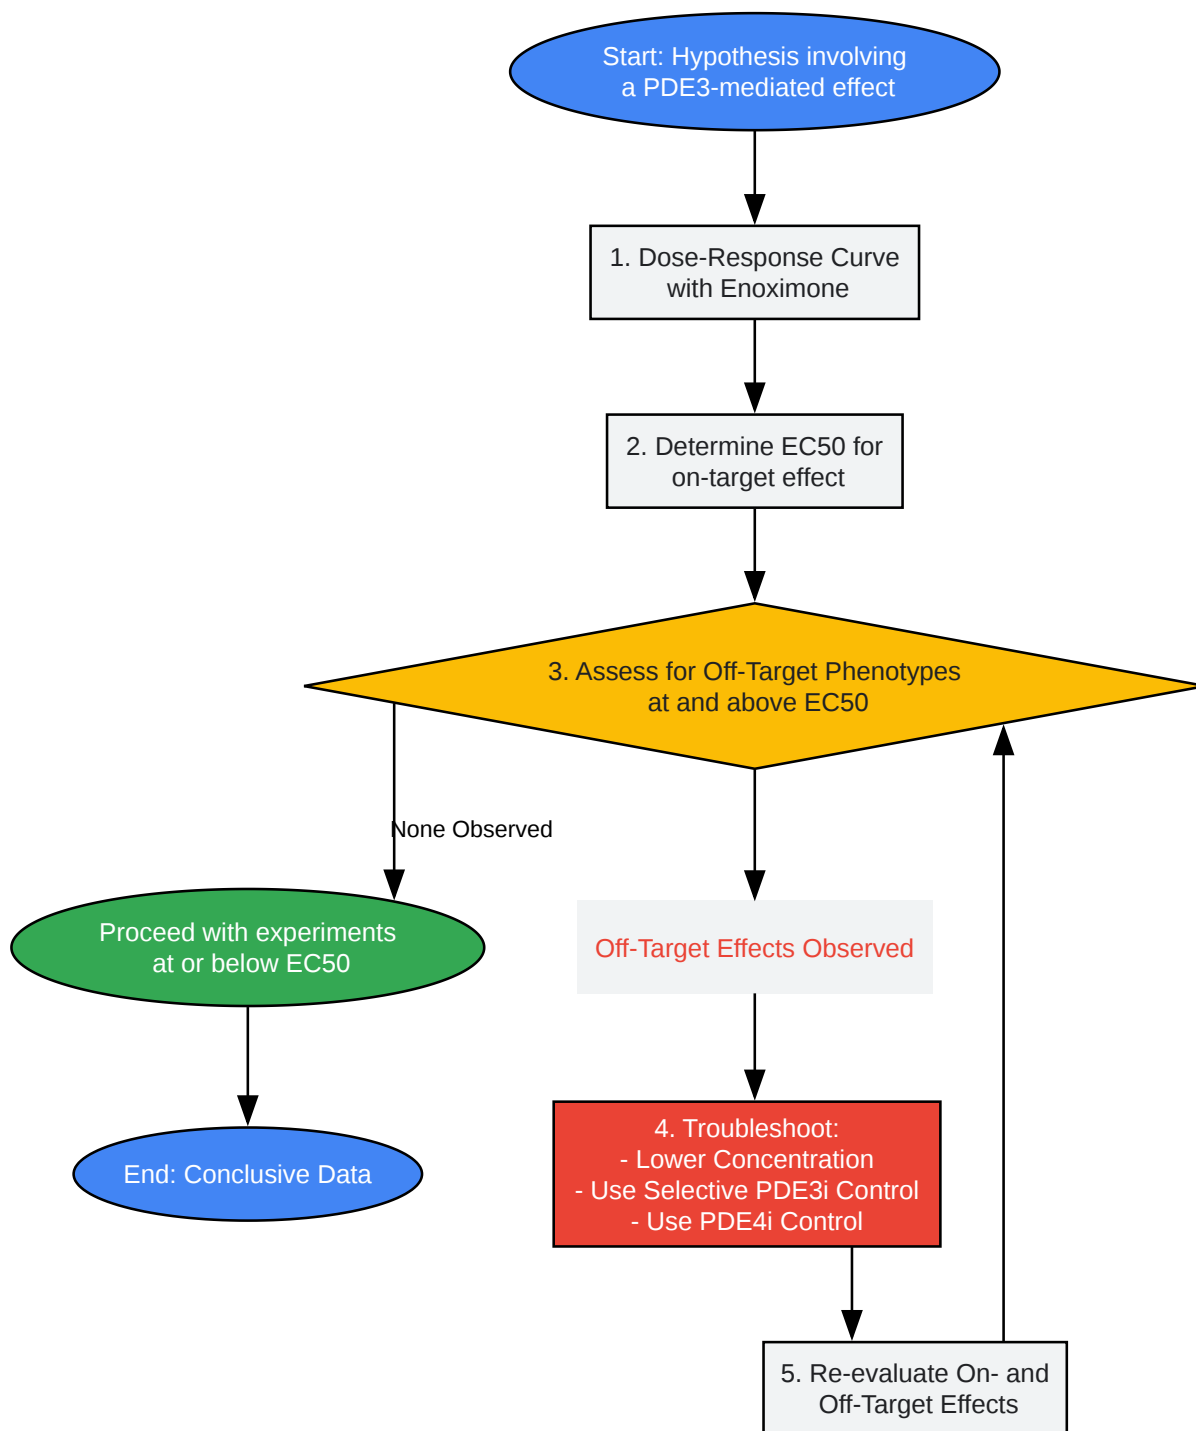 Start: Hypothesis involving
a PDE3-mediated effect
1. Dose-Response Curve
with Enoximone
2. Determine EC50 for
on-target effect
3. Assess for Off-Target Phenotypes
at and above EC50
None Observed
Proceed with experiments
at or below EC50
Off-Target Effects Observed
End: Conclusive Data
4. Troubleshoot:
- Lower Concentration
- Use Selective PDE3i Control
- Use PDE4i Control
5. Re-evaluate On- and
Off-Target Effects